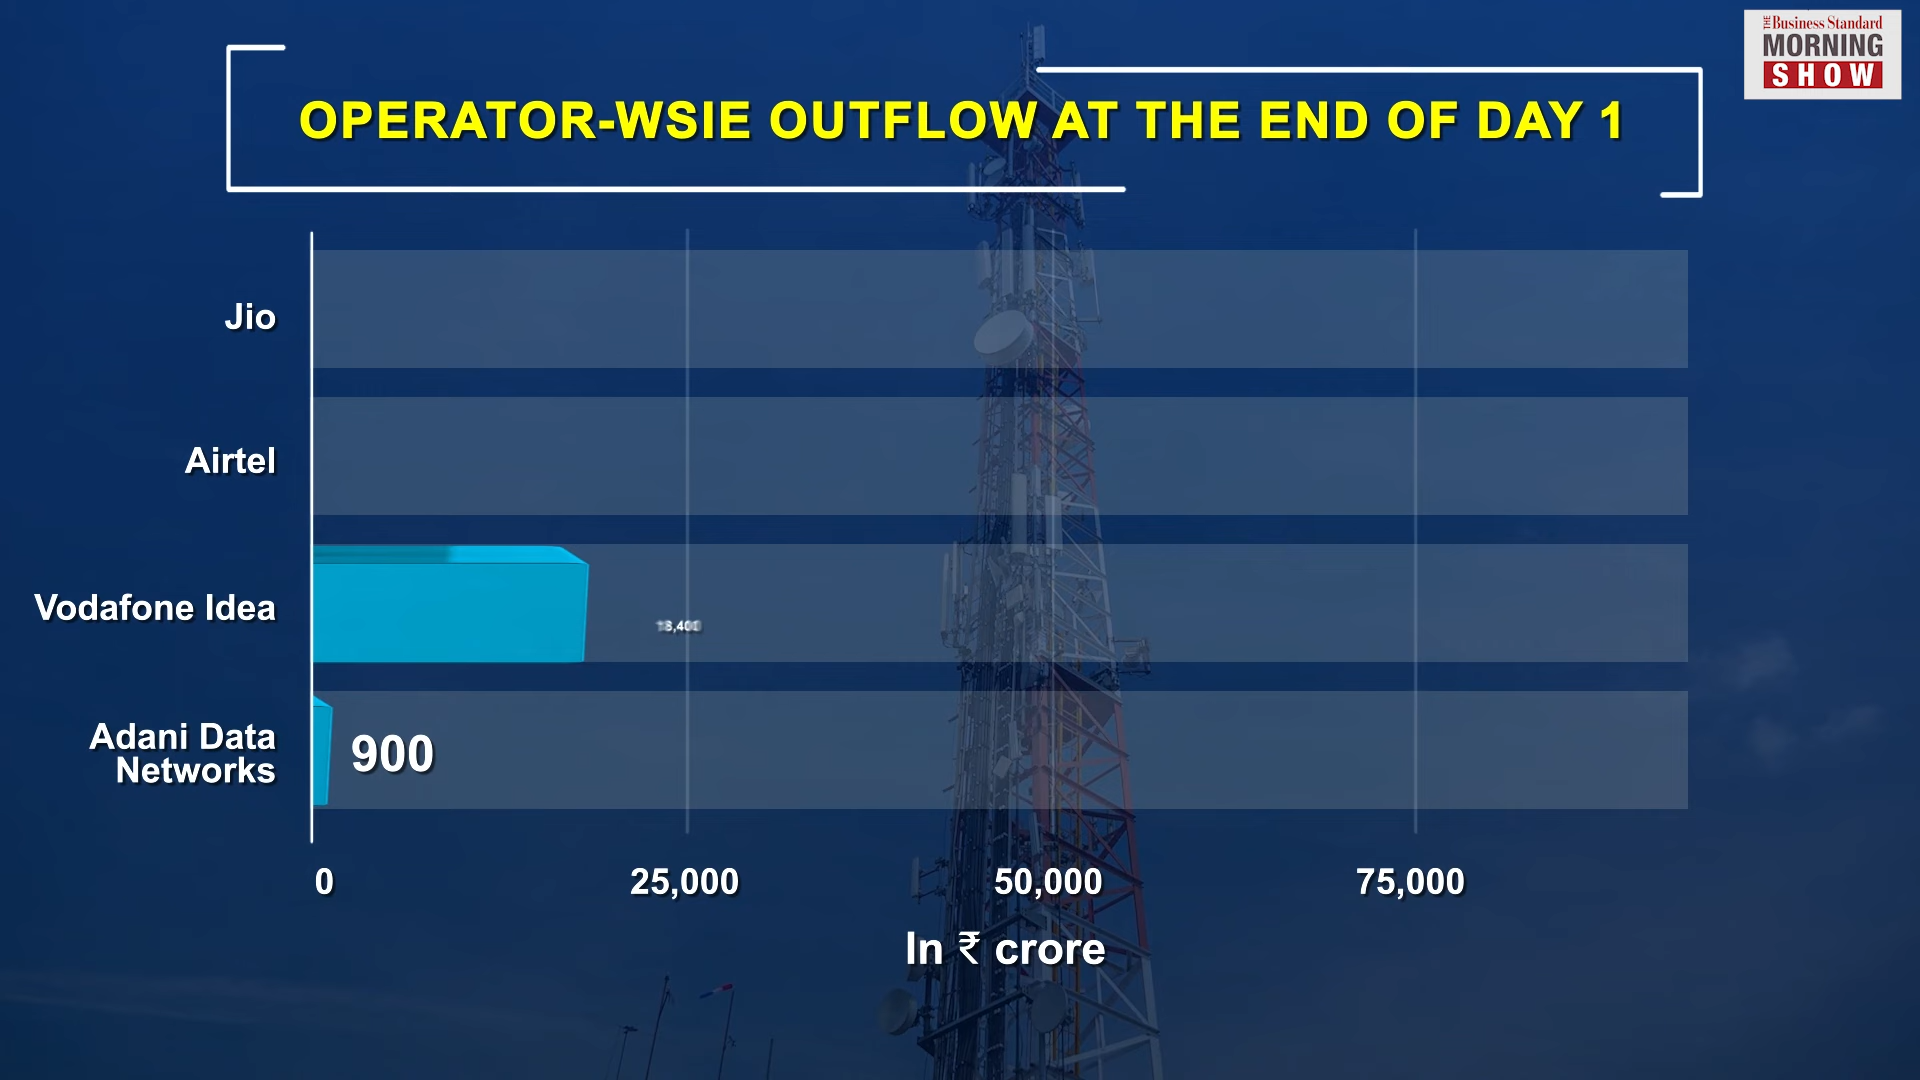 THE Business Standard
MORNING
SHOW
OPERATOR-WSIE OUTFLOW AT THE END OF DAY 1
Jio
Airtel
Vodafone Idea
Adani Data
Networks
900
0
25,000
50,000
75,000
In ₹ crore